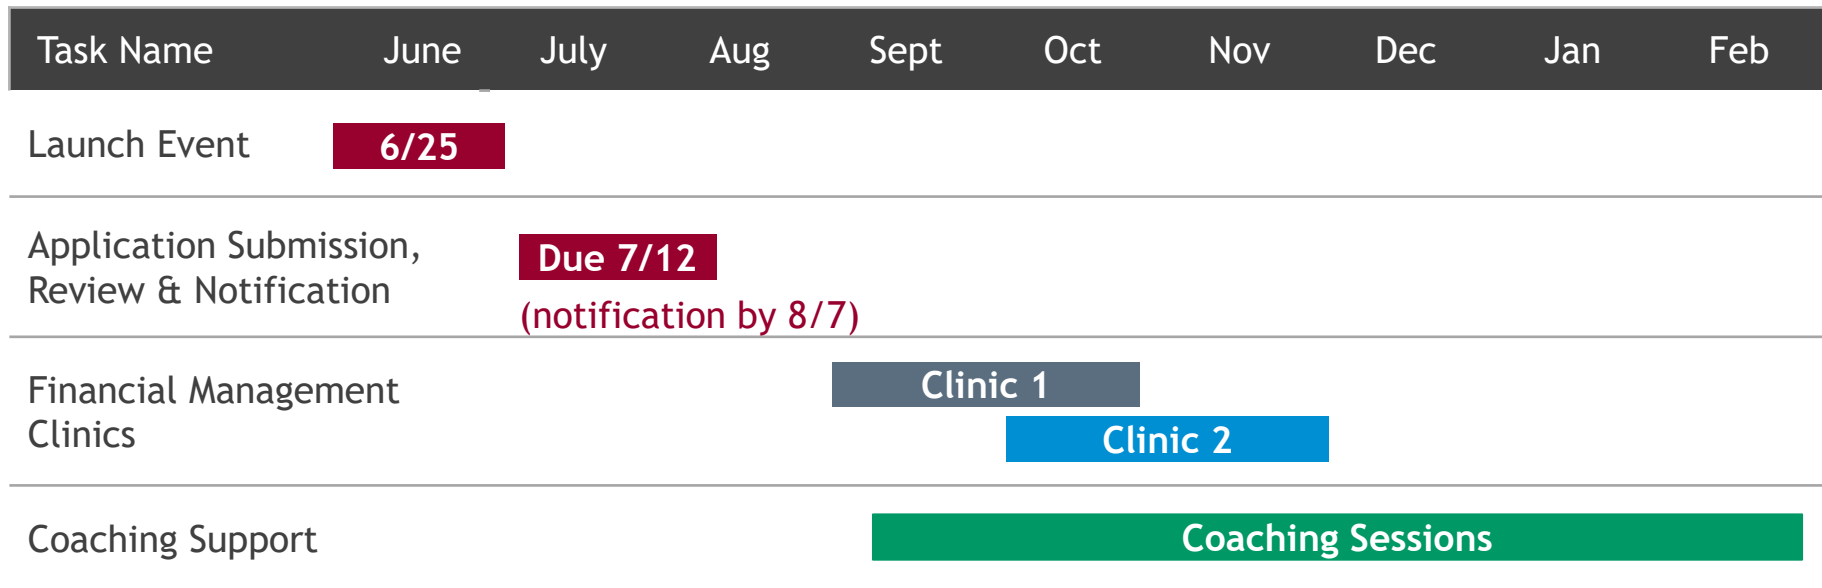 Task Name June July Aug Sept Oct Nov Dec Jan Feb
Launch Event 6/25
Application Submission,
Review & Notification
Due 7/12
(notification by 8/7)
Financial Management
Clinics
Clinic 1
Clinic 2
Coaching Support Coaching Sessions